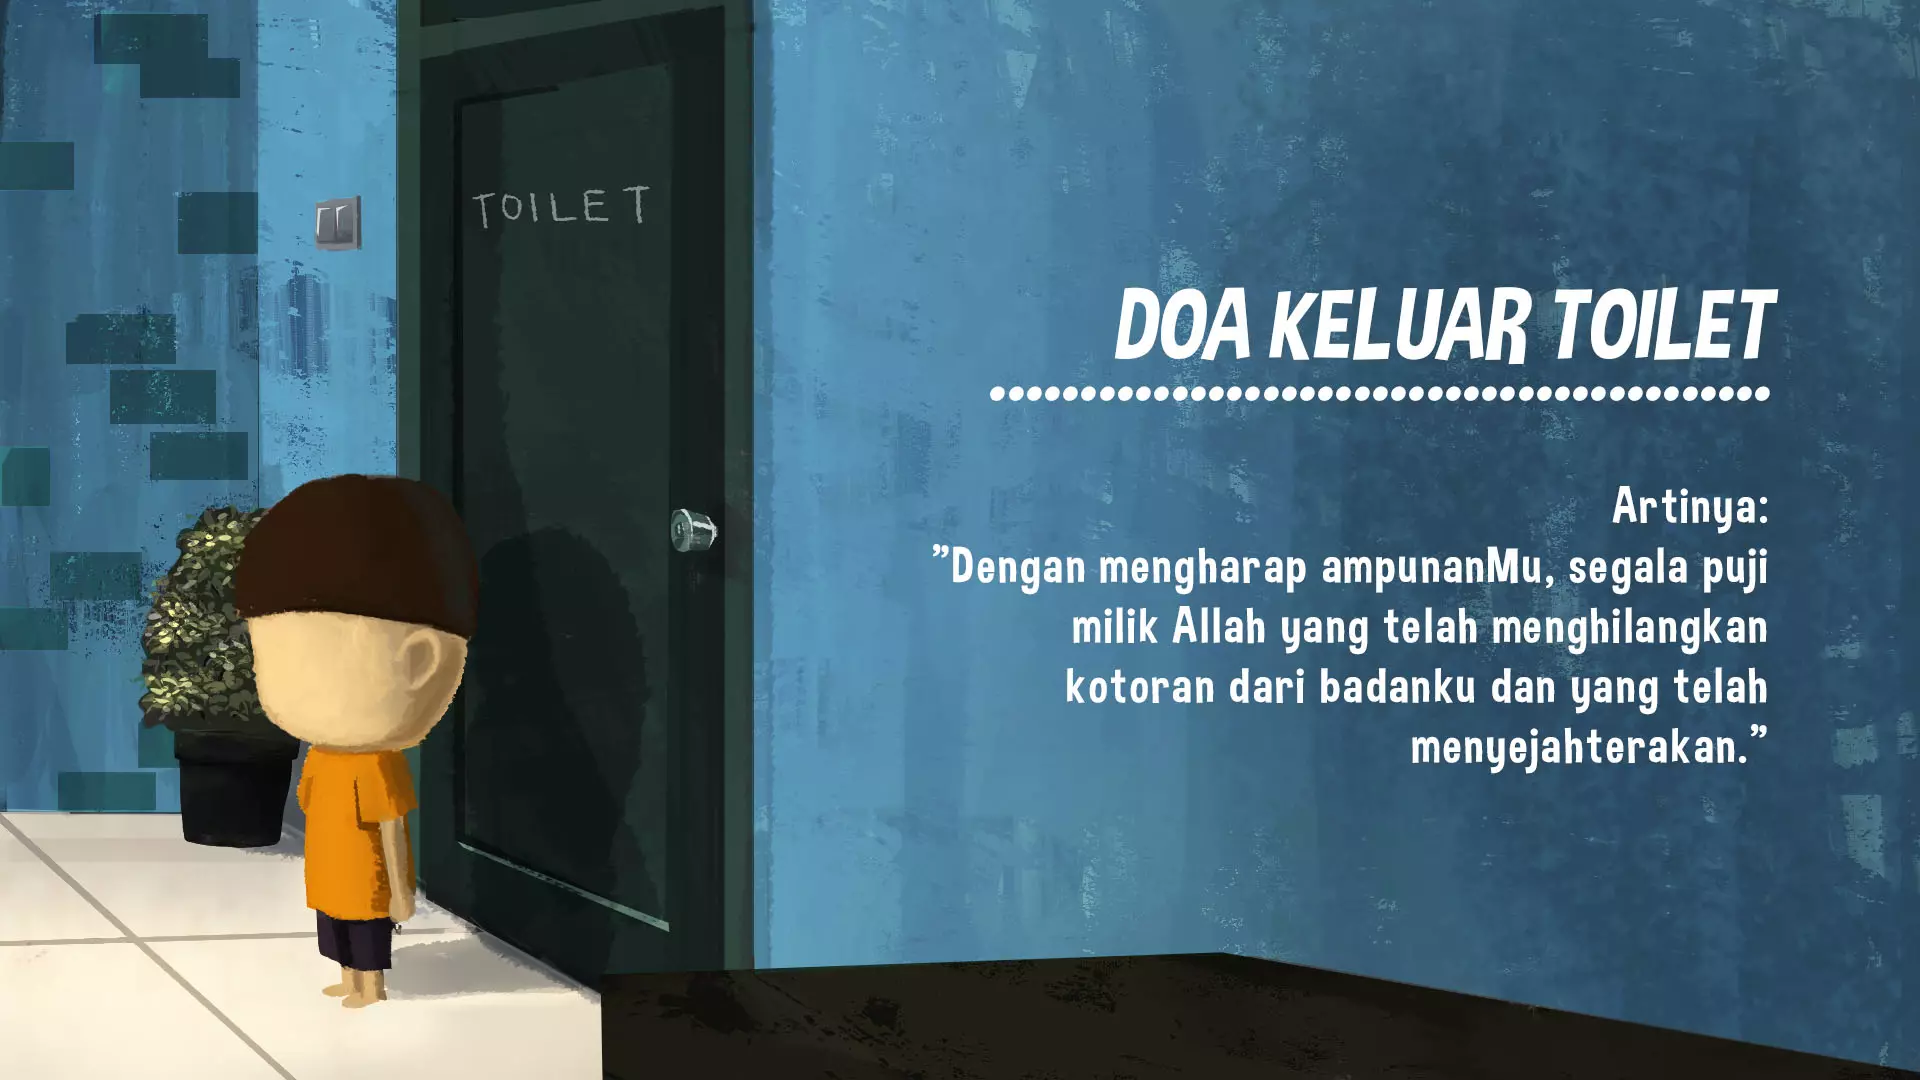 TOILET
DOA KELUAR TOILET
Artinya:
”Dengan mengharap ampunanMu, segala puji
milik Allah yang telah menghilangkan
kotoran dari badanku dan yang telah
menyejahterakan.”